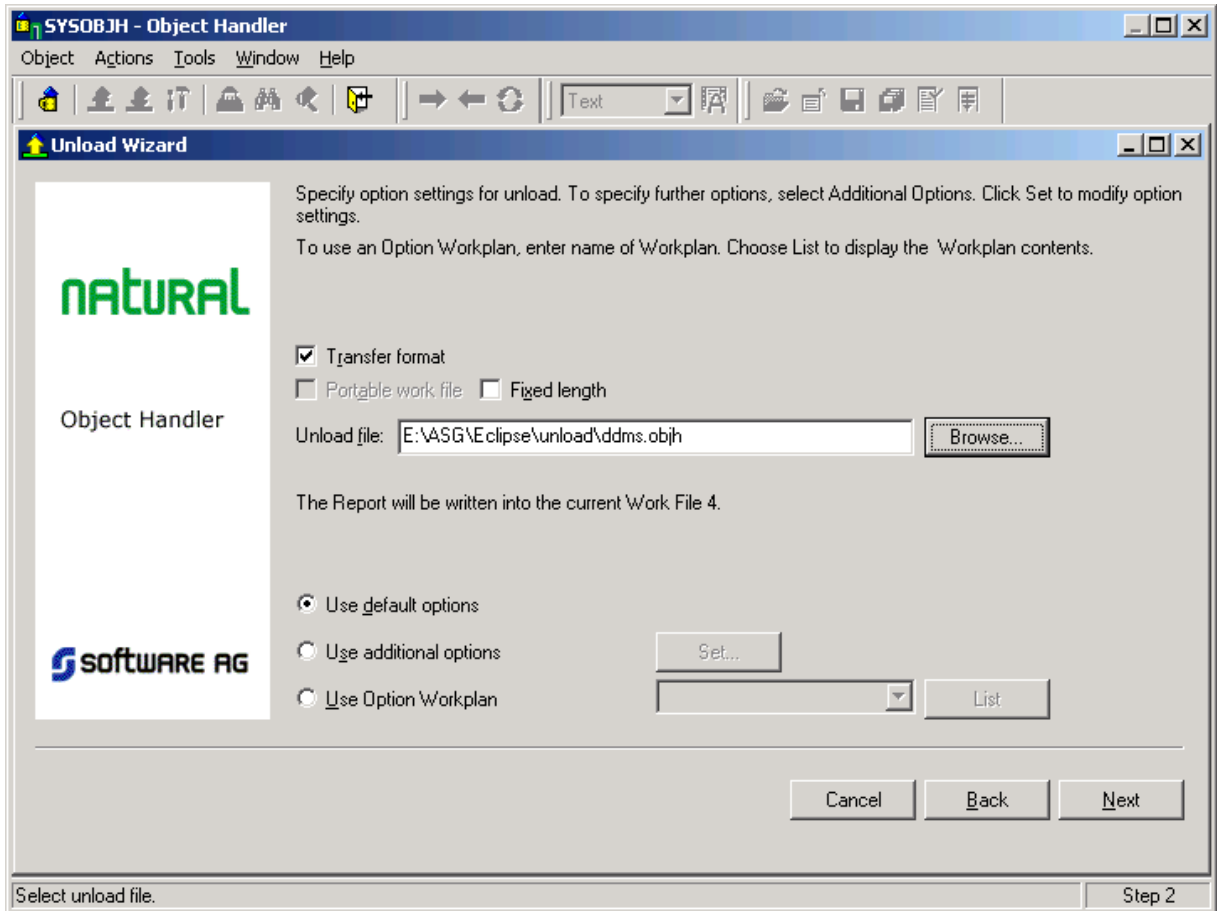 SYSOBJH - Object Handler
Object Actions Tools Window Help
Text
Unload Wizard
Specify option settings for unload. To specify further options, select Additional Options. Click Set to modify option
settings.
To use an Option Workplan, enter name of Workplan. Choose List to display the Workplan contents.
natural
Transfer format
Portable work file Fixed length
Object Handler
Unload file: E:\ASG\Eclipse\unload\ddms.objh Browse...
The Report will be written into the current Work File 4.
Use default options
Use additional options Set...
software AG
Use Option Workplan List
Cancel Back Next
Select unload file. Step 2